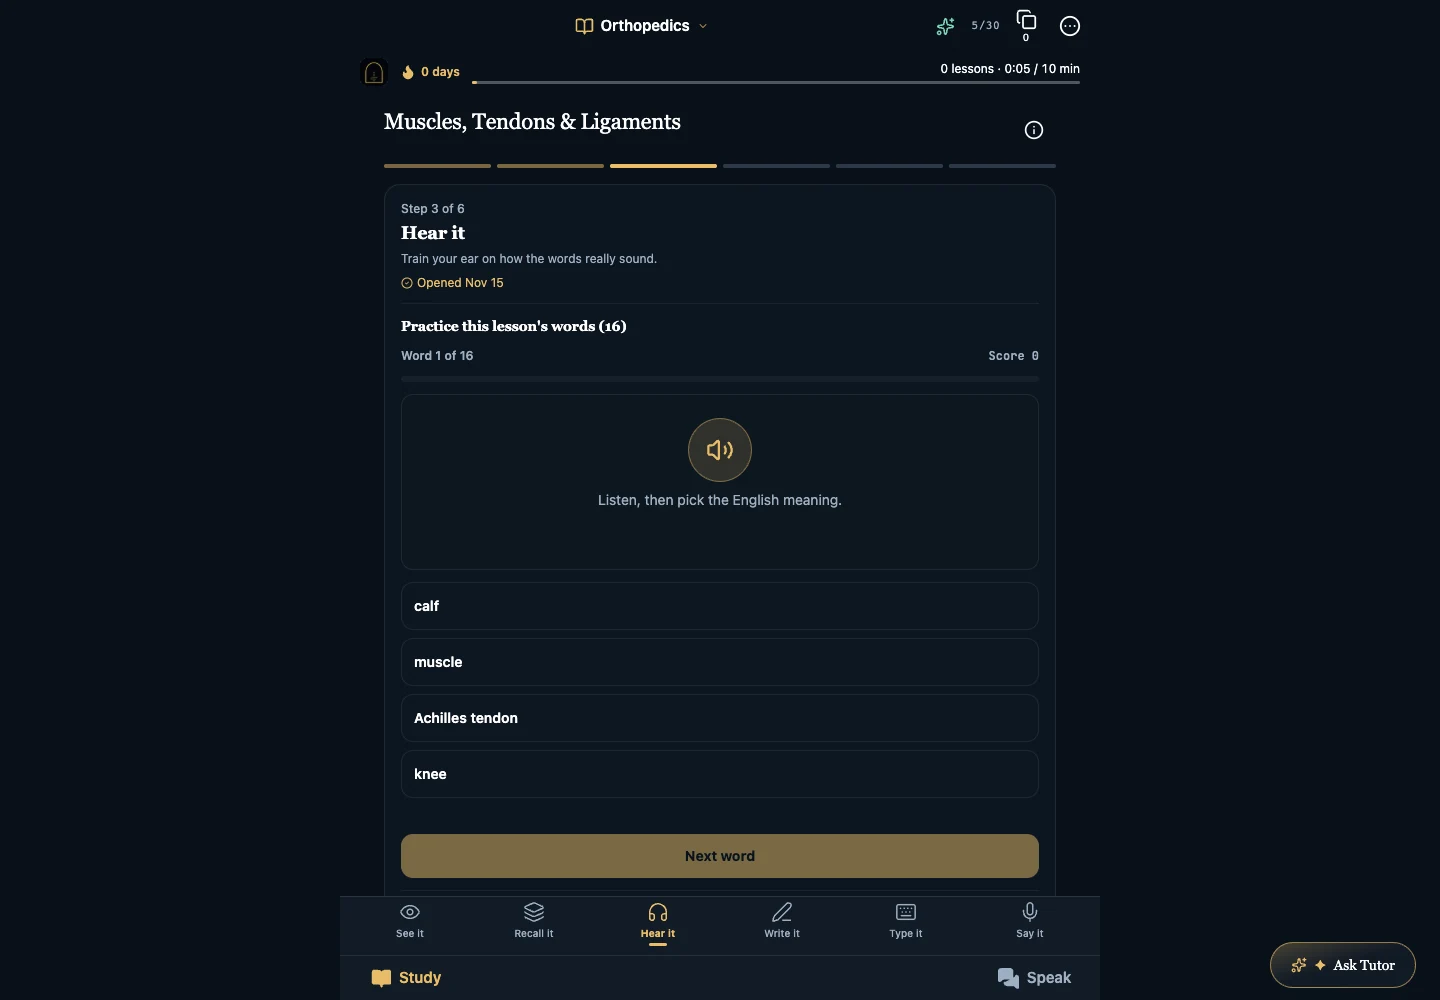 Orthopedics
5/30
0
0 days
0 lessons · 0:05 / 10 min
Muscles, Tendons & Ligaments
Step 3 of 6
Hear it
Train your ear on how the words really sound.
Opened Nov 15
Practice this lesson's words (16)
Word 1 of 16
Score 0
Listen, then pick the English meaning.
calf
muscle
Achilles tendon
knee
Next word
See it
Recall it
Hear it
Write it
Type it
Say it
Study
Speak
Ask Tutor